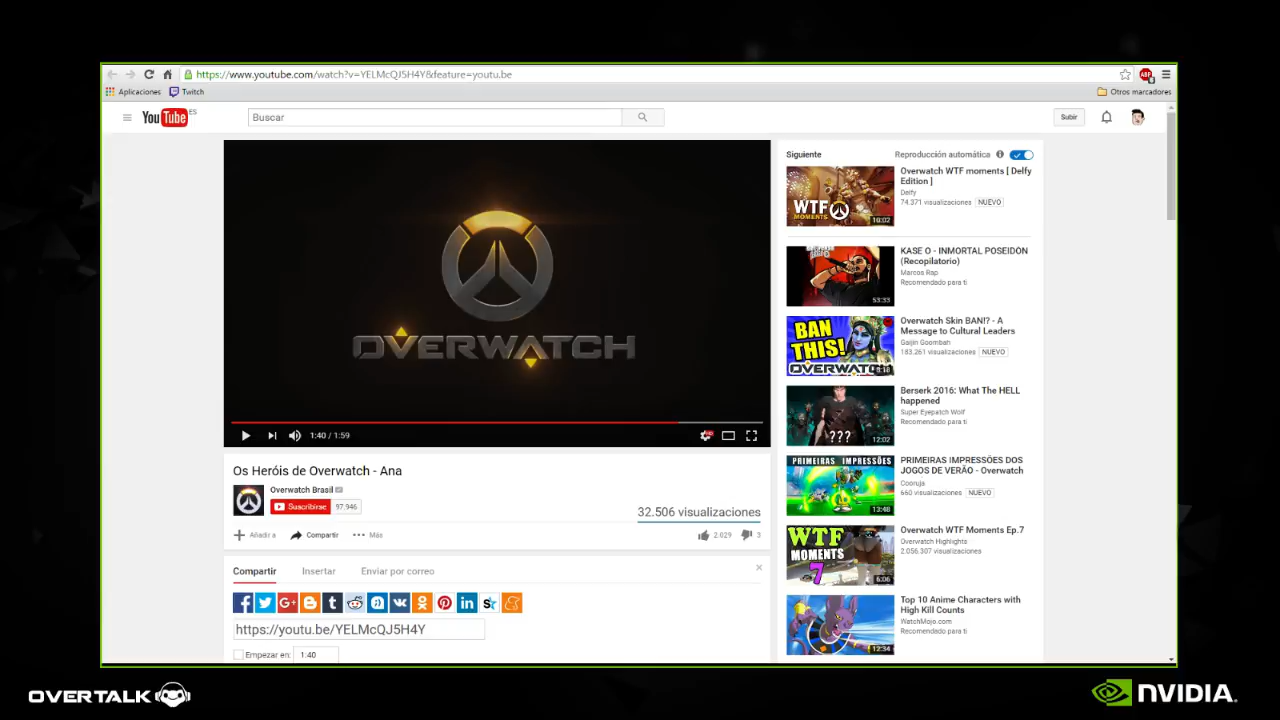 https://www.youtube.com/watch?v=YELMcQJ5H4Y&feature=youtu.be
Aplicaciones
Twitch
Otros marcadores
YouTube ES
Buscar
Subir
OVERWATCH
1:40 / 1:59
Os Heróis de Overwatch - Ana
Overwatch Brasil
Suscribirse
97.946
32.506 visualizaciones
Añadir a
Compartir
Más
2.029
3
Compartir
Insertar
Enviar por correo
https://youtu.be/YELMcQJ5H4Y
Empezar en:
1:40
Siguiente
Reproducción automática
WTF
MOMENTS
Overwatch WTF moments [ Delfy
Edition ]
Delfy
74.371 visualizaciones
NUEVO
53:33
KASE O - INMORTAL POSEIDON
(Recopilatorio)
Marcos Rap
Recomendado para ti
BAN
THIS!
OVERWATCH
Overwatch Skin BAN!? - A
Message to Cultural Leaders
Gaijin Goombah
183.261 visualizaciones
NUEVO
???
12:02
Berserk 2016: What The HELL
happened
Super Eyepatch Wolf
Recomendado para ti
PRIMEIRAS IMPRESSÕES
13:48
PRIMEIRAS IMPRESSÕES DOS
JOGOS DE VERÃO - Overwatch
Cooruja
660 visualizaciones
NUEVO
WTF
MOMENTS
7
6:06
Overwatch WTF Moments Ep.7
Overwatch Highlights
2.056.307 visualizaciones
12:34
Top 10 Anime Characters with
High Kill Counts
WatchMojo.com
Recomendado para ti
OVERTALK
NVIDIA.